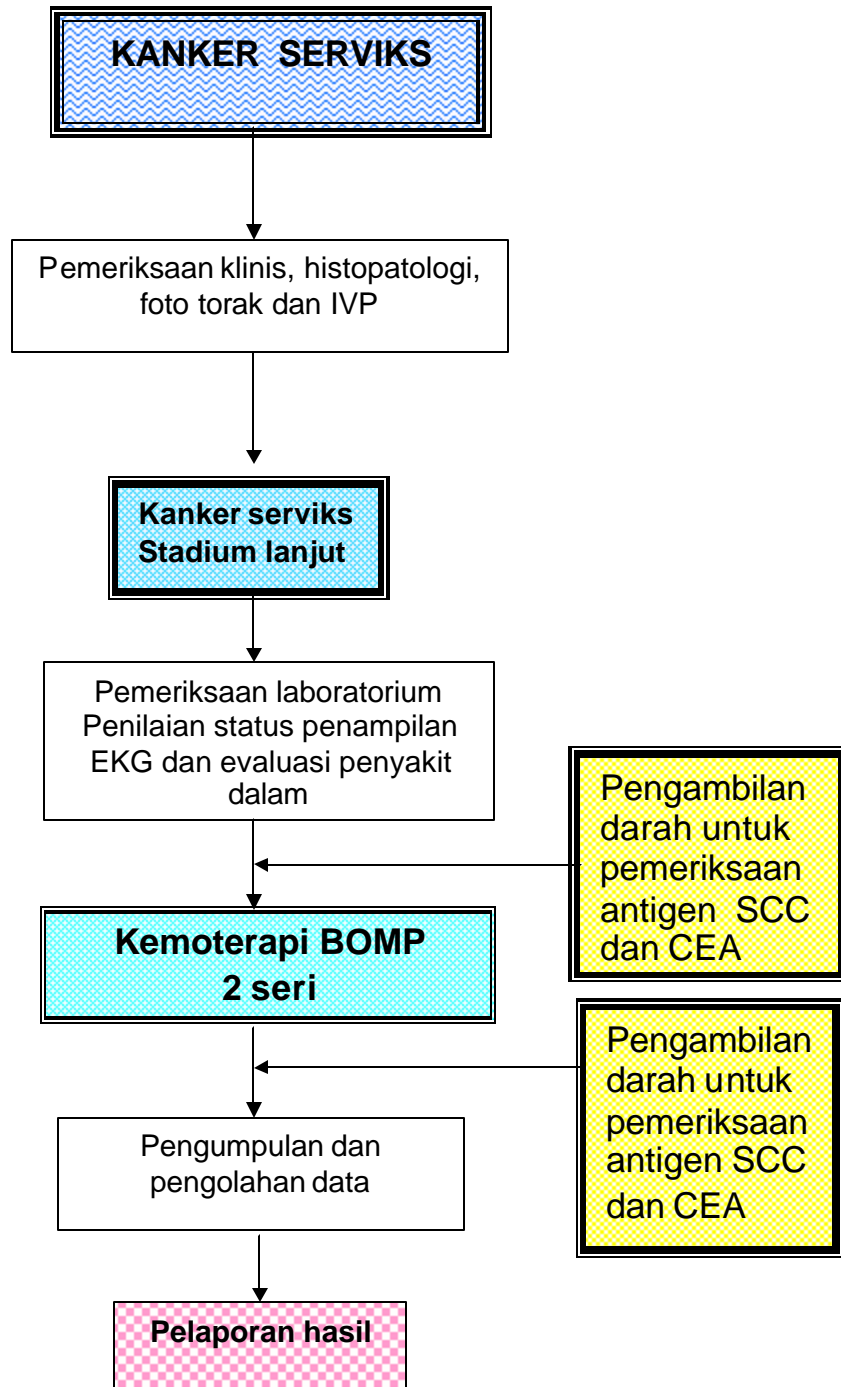 KANKER SERVIKS
Pemeriksaan klinis, histopatologi,
foto torak dan IVP
Kanker serviks
Stadium lanjut
Pemeriksaan laboratorium
Penilaian status penampilan
EKG dan evaluasi penyakit
dalam
Pengambilan
darah untuk
pemeriksaan
antigen SCC
dan CEA
Kemoterapi BOMP
2 seri
Pengambilan
darah untuk
pemeriksaan
antigen SCC
dan CEA
Pengumpulan dan
pengolahan data
Pelaporan hasil